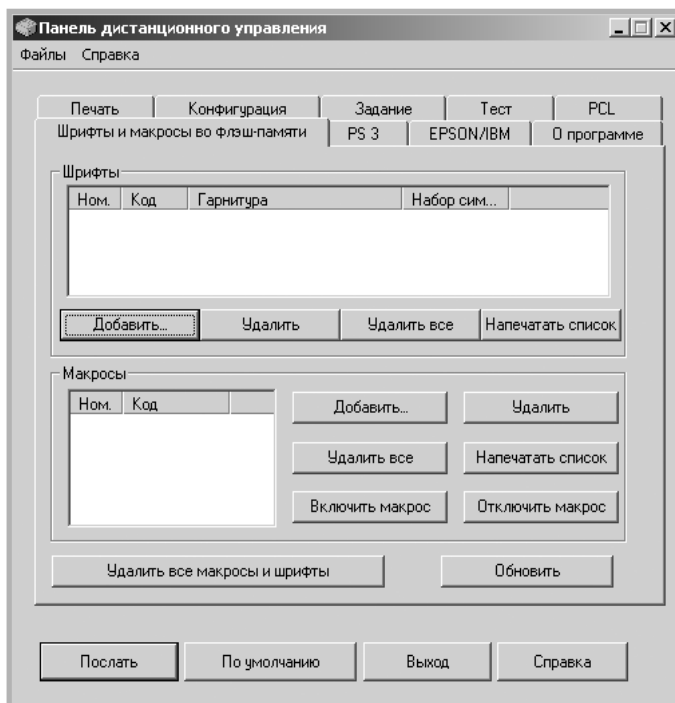 Панель дистанционного управления
Файлы Справка
Печать Конфигурация Задание Тест PCL
Шрифты и макросы во флэш-памяти PS 3 EPSON/IBM О программе
Шрифты
Ном. Код Гарнитура Набор сим...
Добавить... Удалить Удалить все Напечатать список
Макросы
Ном. Код
Добавить... Удалить
Удалить все Напечатать список
Включить макрос Отключить макрос
Удалить все макросы и шрифты Обновить
Послать По умолчанию Выход Справка